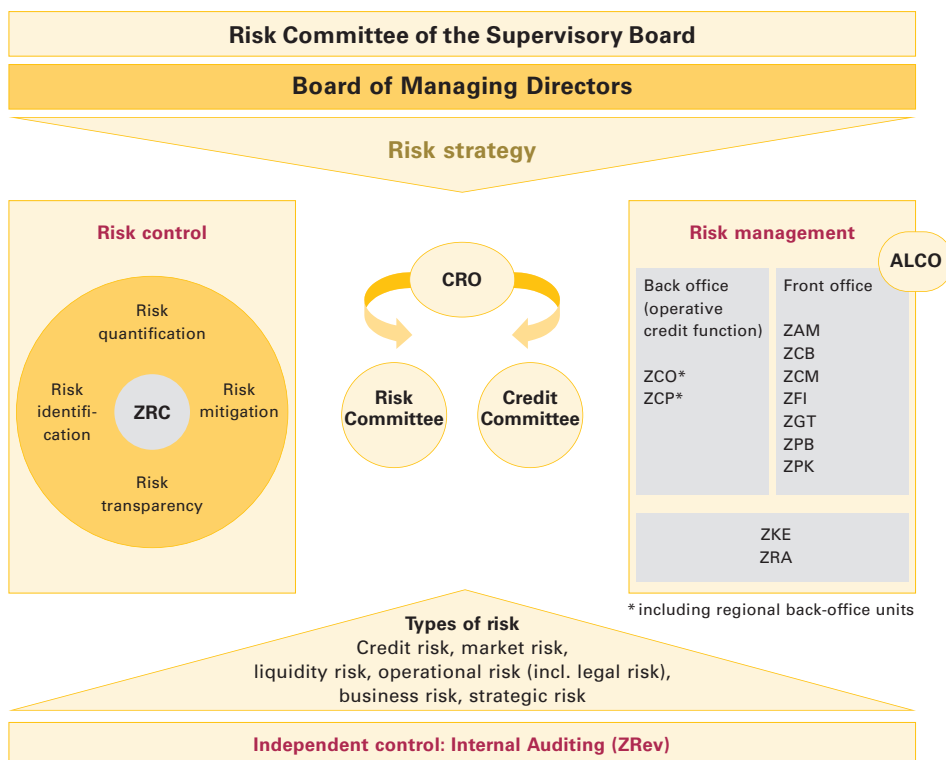 Risk Committee of the Supervisory Board
Board of Managing Directors
Risk strategy
Risk control
Risk
quantification
Risk
identifi-
cation
ZRC
Risk
mitigation
Risk
transparency
CRO
Risk
Committee
Credit
Committee
Risk management
ALCO
Back office
(operative
credit function)
ZCO*
ZCP*
Front office
ZAM
ZCB
ZCM
ZFI
ZGT
ZPB
ZPK
ZKE
ZRA
* including regional back-office units
Types of risk
Credit risk, market risk,
liquidity risk, operational risk (incl. legal risk),
business risk, strategic risk
Independent control: Internal Auditing (ZRev)